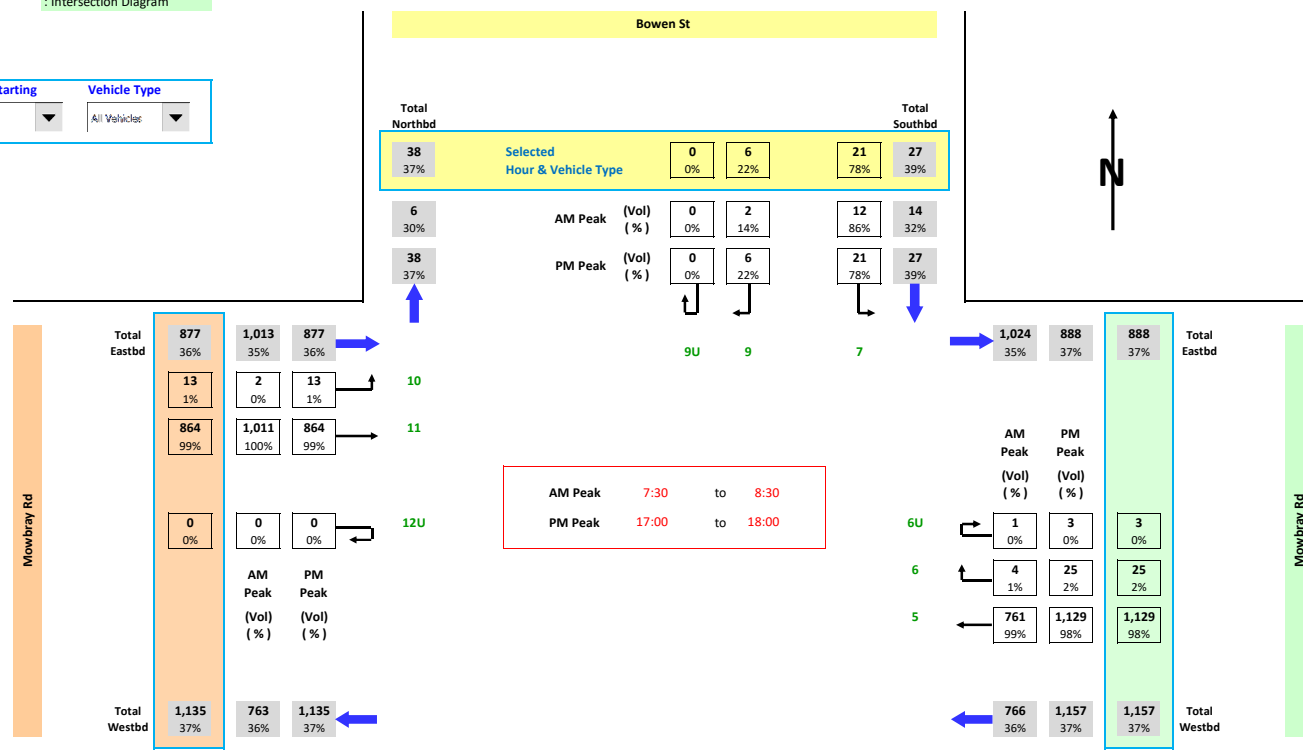 : Intersection Diagram
Bowen St
tarting Vehicle Type
All Vehicles
Total Total
Northbd Southbd
38 Selected 0 6 21 27
37% Hour & Vehicle Type 0% 22% 78% 39%
6 AM Peak (Vol) 0 2 12 14
30% ( % ) 0% 14% 86% 32%
38 PM Peak (Vol) 0 6 21 27
37% ( % ) 0% 22% 78% 39%
N
Total 877 1,013 877 1,024 888 888 Total
Eastbd 36% 35% 36% 35% 37% 37% Eastbd
9U 9 7
13 2 13 10
1% 0% 1%
864 1,011 864 11
99% 100% 99%
AM PM
Peak Peak
(Vol) (Vol)
( % ) ( % )
AM Peak 7:30 to 8:30
PM Peak 17:00 to 18:00
Mowbray Rd
0 0 0 12U
0% 0% 0%
6U 1 3 3
0% 0% 0%
Mowbray Rd
AM PM
Peak Peak
(Vol) (Vol)
( % ) ( % )
6 4 25 25
1% 2% 2%
5 761 1,129 1,129
99% 98% 98%
Total 1,135 763 1,135 766 1,157 1,157 Total
Westbd 37% 36% 37% 36% 37% 37% Westbd